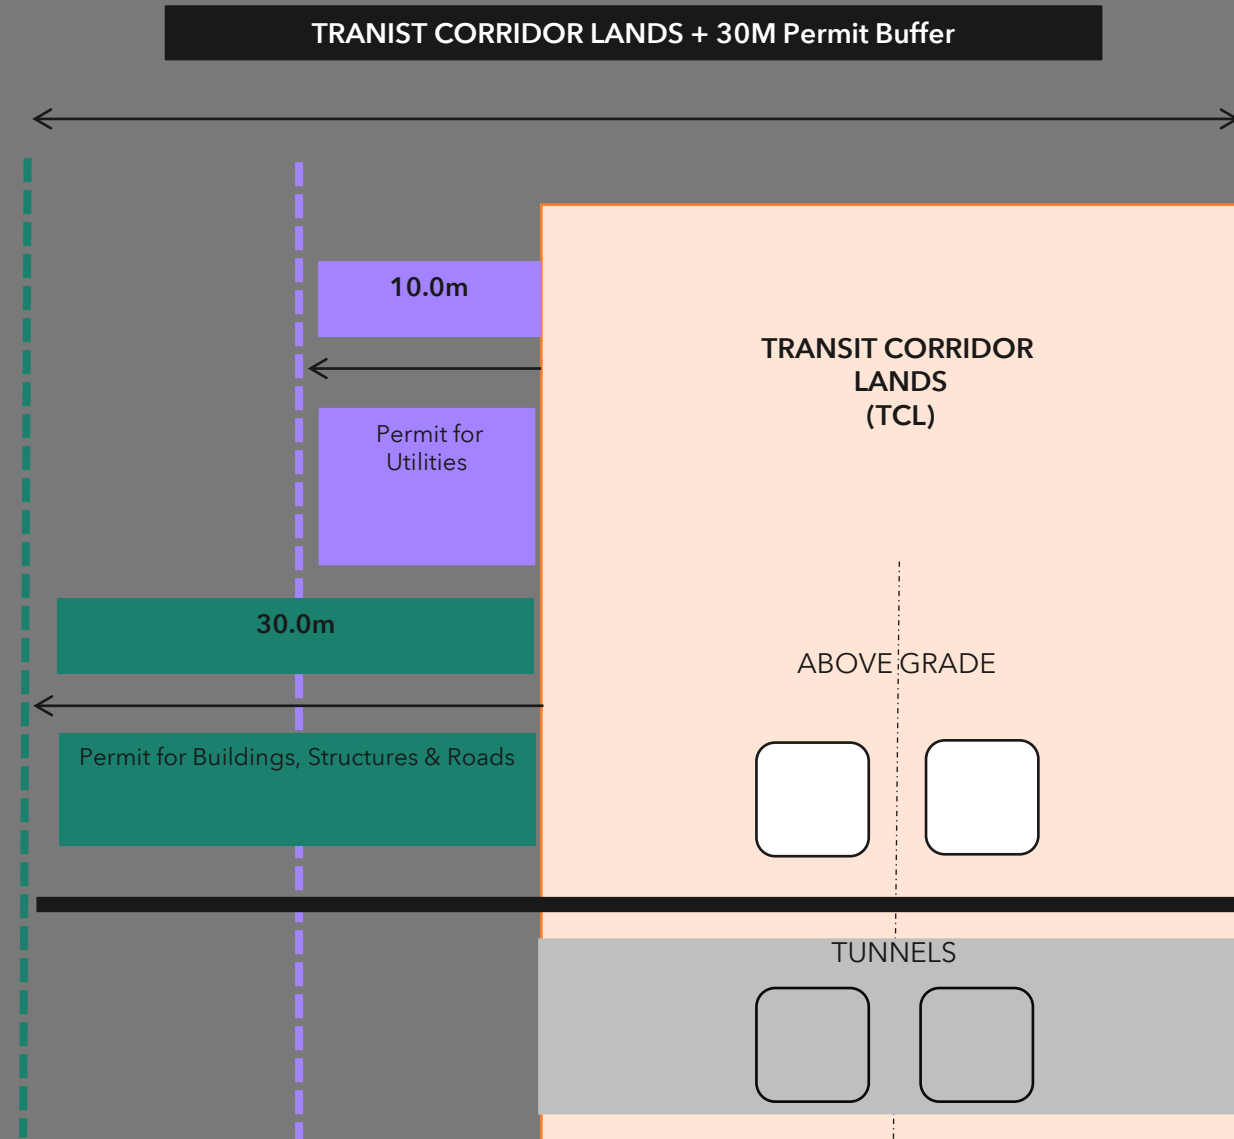 TRANIST CORRIDOR LANDS + 30M Permit Buffer
10.0m
TRANSIT CORRIDOR
LANDS
(TCL)
Permit for
Utilities
30.0m
ABOVE GRADE
Permit for Buildings, Structures & Roads
TUNNELS